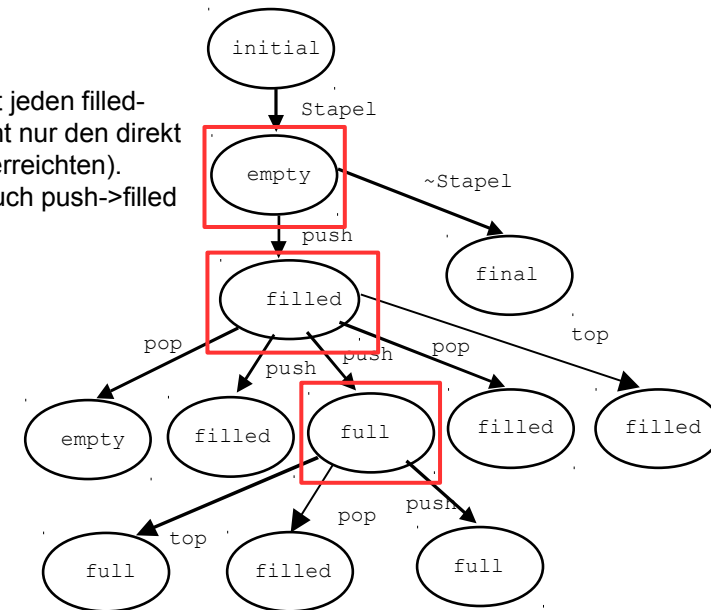 initial
t jeden filled-
nt nur den direkt
erreichten).
uch push->filled
Stapel
empty
~Stapel
push
final
filled
pop
push
push
pop
top
empty
filled
full
filled
filled
top
pop
push
full
filled
full